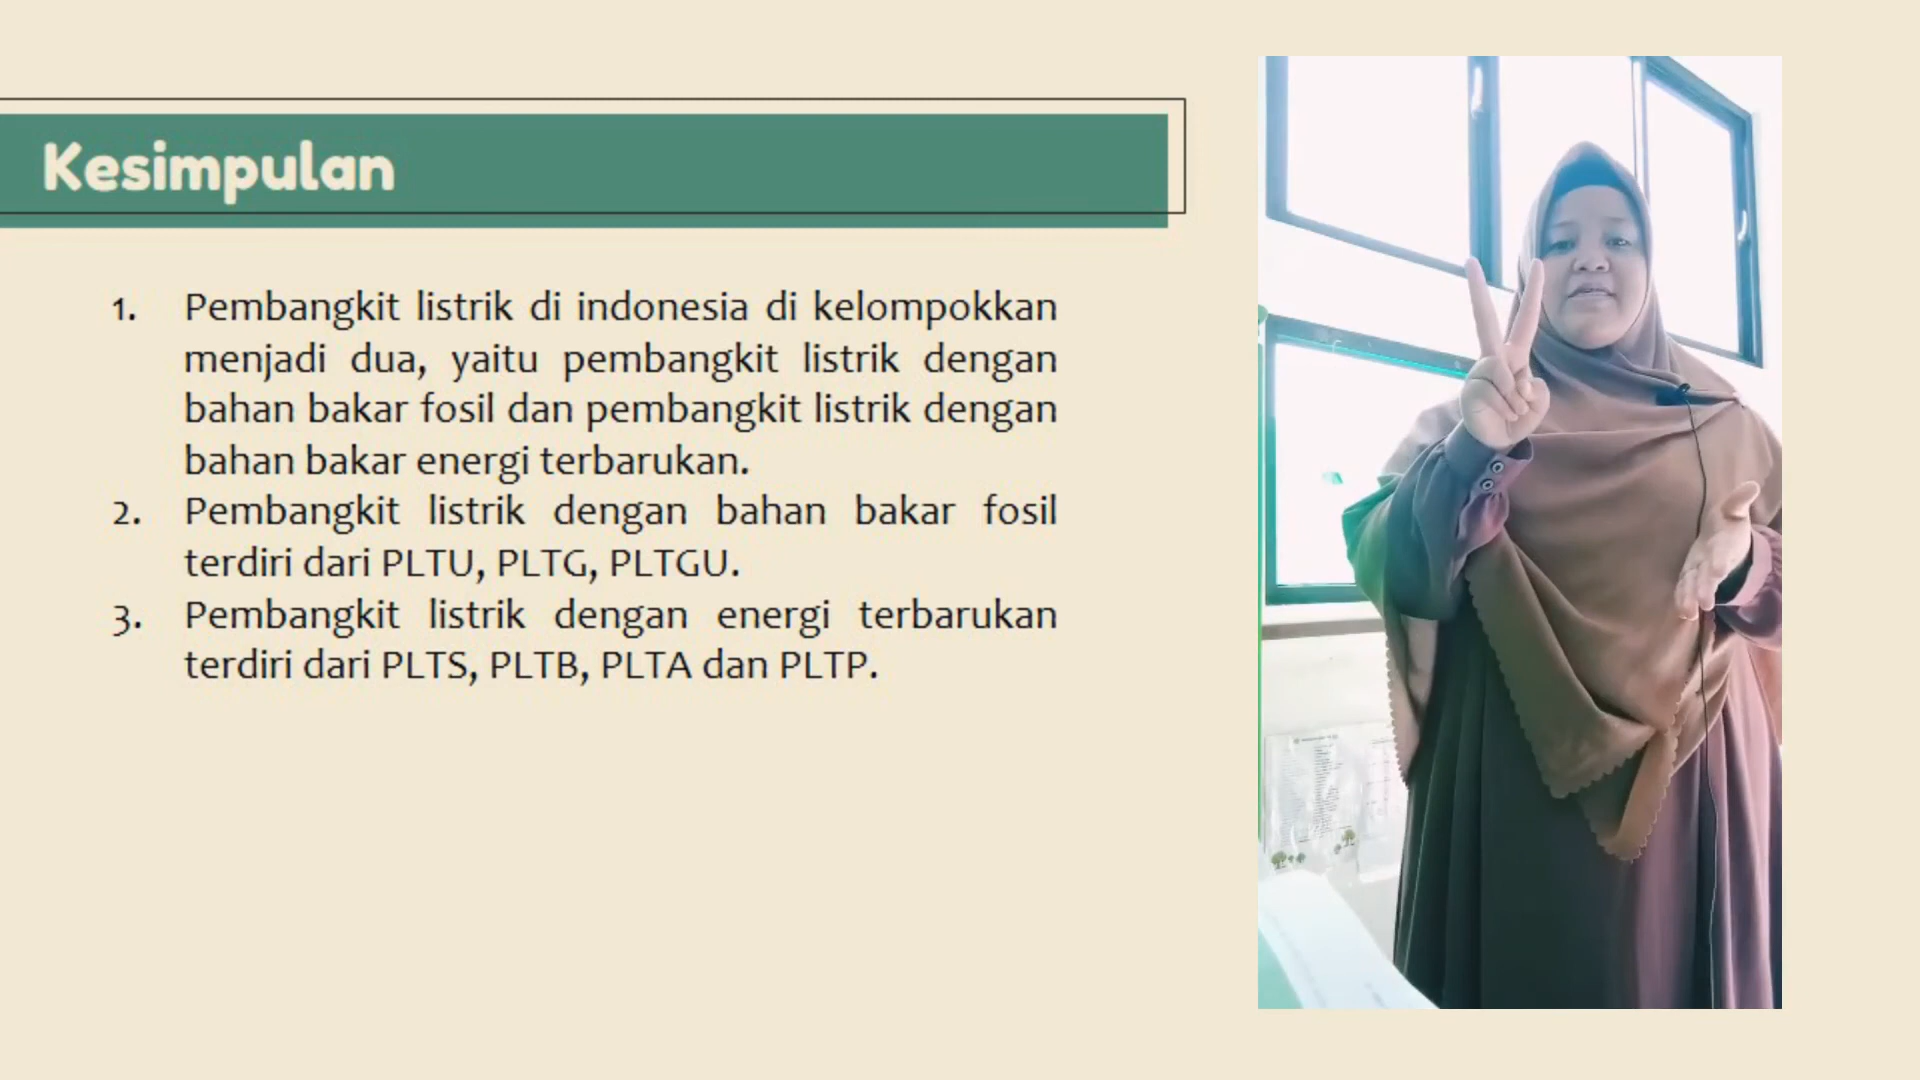 Kesimpulan
1. Pembangkit listrik di indonesia di kelompokkan
menjadi dua, yaitu pembangkit listrik dengan
bahan bakar fosil dan pembangkit listrik dengan
bahan bakar energi terbarukan.
2. Pembangkit listrik dengan bahan bakar fosil
terdiri dari PLTU, PLTG, PLTGU.
3. Pembangkit listrik dengan energi terbarukan
terdiri dari PLTS, PLTB, PLTA dan PLTP.